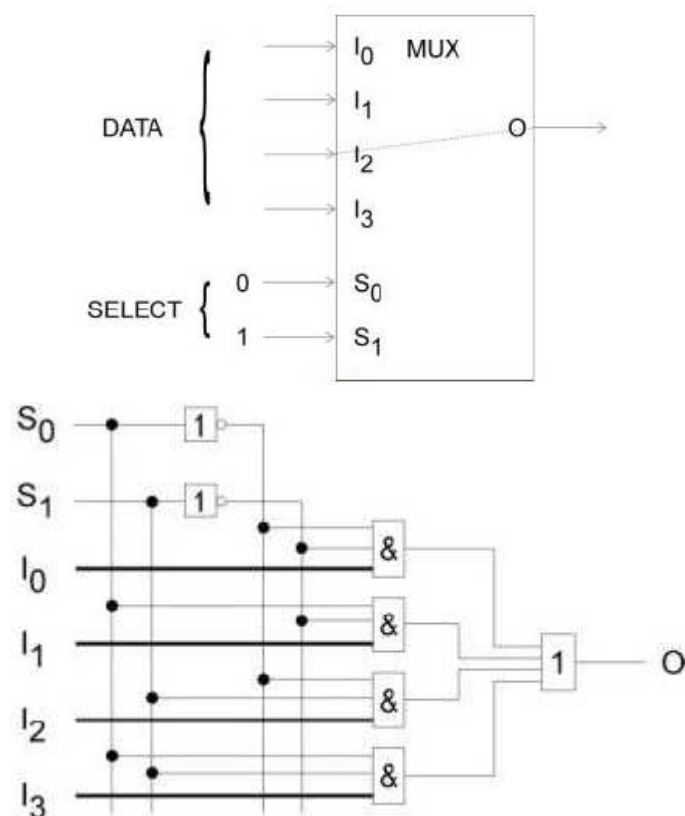 I0 MUX
I1
DATA
O
I2
I3
0 S0
SELECT
1 S1
S0 1
S1 1
&
I0
&
I1
1 O
&
I2
&
I3